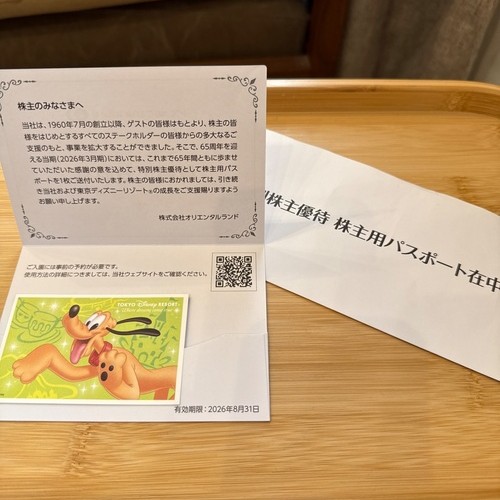 株主のみなさまへ
当社は、1960年7月の創立以降、ゲストの皆様はもとより、株主の皆
様をはじめとするすべてのステークホルダーの皆様からの多大なるご
支援のもと、事業を拡大することができました。そこで、65周年を迎
える当期(2026年3月期)においては、これまで65年間ともに歩ませ
ていただいた感謝の意を込めて、特別株主優待として株主用パス
ポートを1枚ご送付いたします。株主の皆様におかれましては、引き続
き当社および東京ディズニーリゾート®の成長をご支援賜りますよう
お願い申し上げます。
株式会社オリエンタルランド
ご入園には事前の予約が必要です。
使用方法の詳細につきましては、当社ウェブサイトをご確認ください。
TOKYO Disney RESORT
有効期限:2026年8月31日
別株主優待 株主用パスポート在中